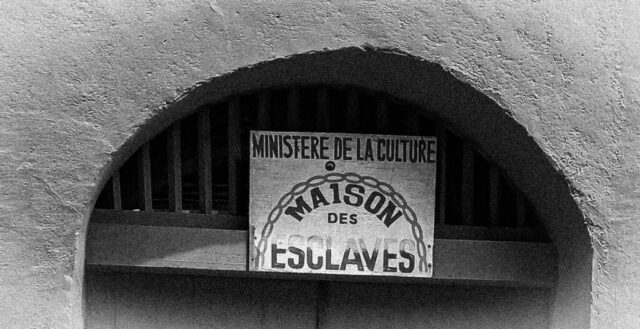 MINISTERE DE LA CULTURE
MAISON
DES
ESCLAVES